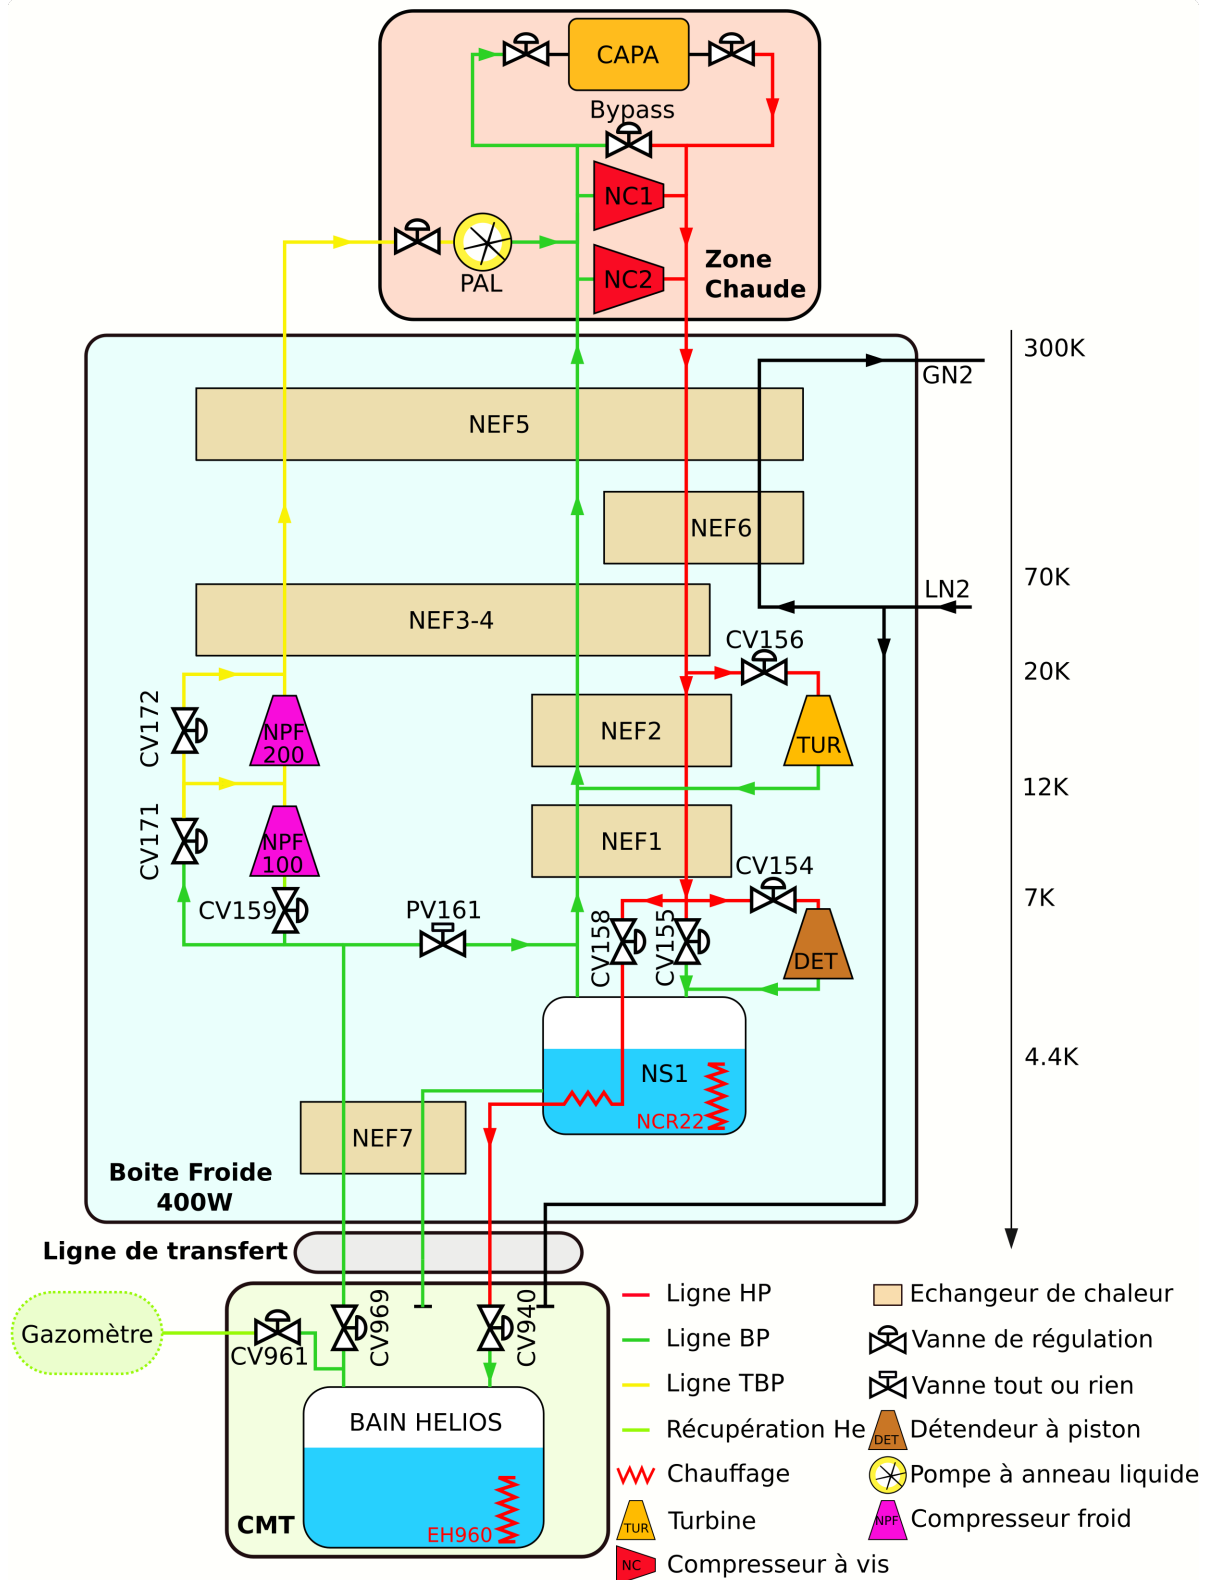 CAPA
Bypass
NC1
PAL
NC2
Zone
Chaude
300K
GN2
NEF5
NEF6
70K
LN2
NEF3-4
CV156
20K
CV172
NPF
200
NEF2
TUR
12K
CV171
NPF
100
NEF1
CV154
7K
CV159
PV161
CV158
CV155
DET
4.4K
NS1
NCR22
NEF7
Boite Froide
400W
Ligne de transfert
Gazomètre
CV961
CV969
CV940
BAIN HELIOS
CMT
EH960
Ligne HP
Echangeur de chaleur
Ligne BP
Vanne de régulation
Ligne TBP
Vanne tout ou rien
Récupération He
DET
Détendeur à piston
Chauffage
Pompe à anneau liquide
TUR
Turbine
NPF
Compresseur froid
NC
Compresseur à vis